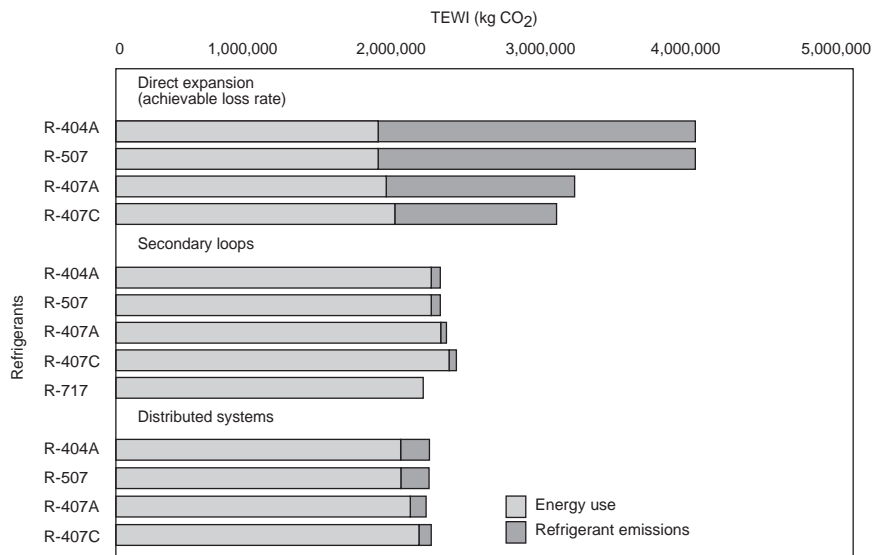 TEWI (kg CO2)
0 1,000,000 2,000,000 3,000,000 4,000,000 5,000,000
Direct expansion
(achievable loss rate)
R-404A
R-507
R-407A
R-407C
Secondary loops
R-404A
R-507
R-407A
R-407C
R-717
Distributed systems
R-404A
R-507
R-407A
R-407C
Refrigerants
Energy use
Refrigerant emissions